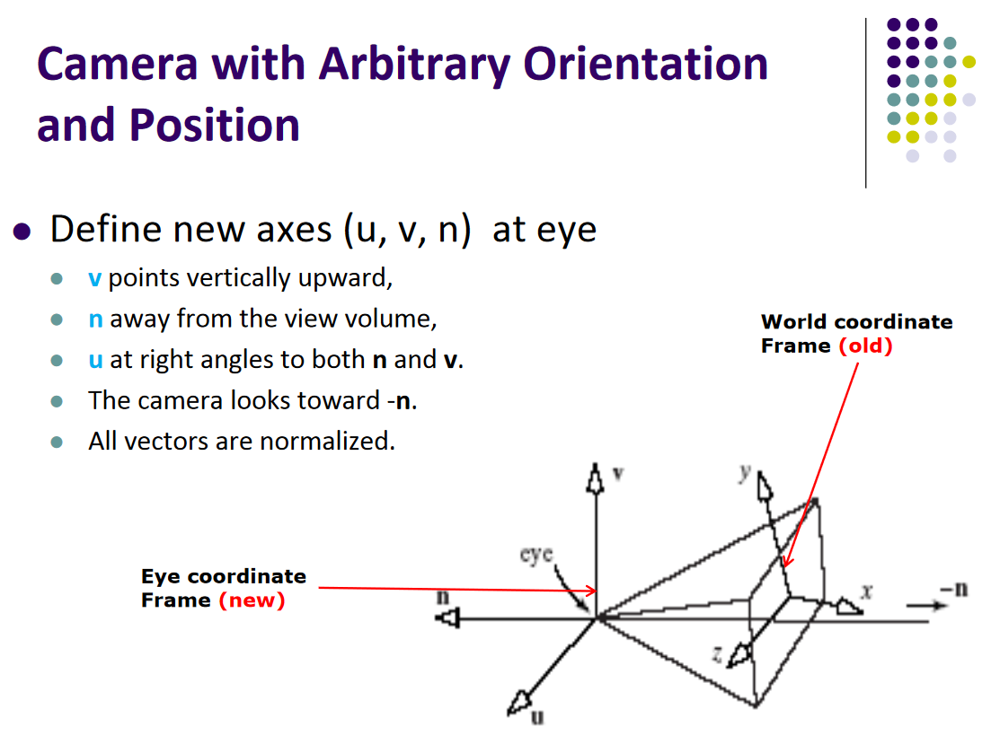 Camera with Arbitrary Orientation
and Position
Define new axes (u, v, n) at eye
v points vertically upward,
n away from the view volume,
u at right angles to both n and v.
The camera looks toward -n.
All vectors are normalized.
World coordinate
Frame (old)
v
y
eye
Eye coordinate
Frame (new)
n
x
-n
z
u